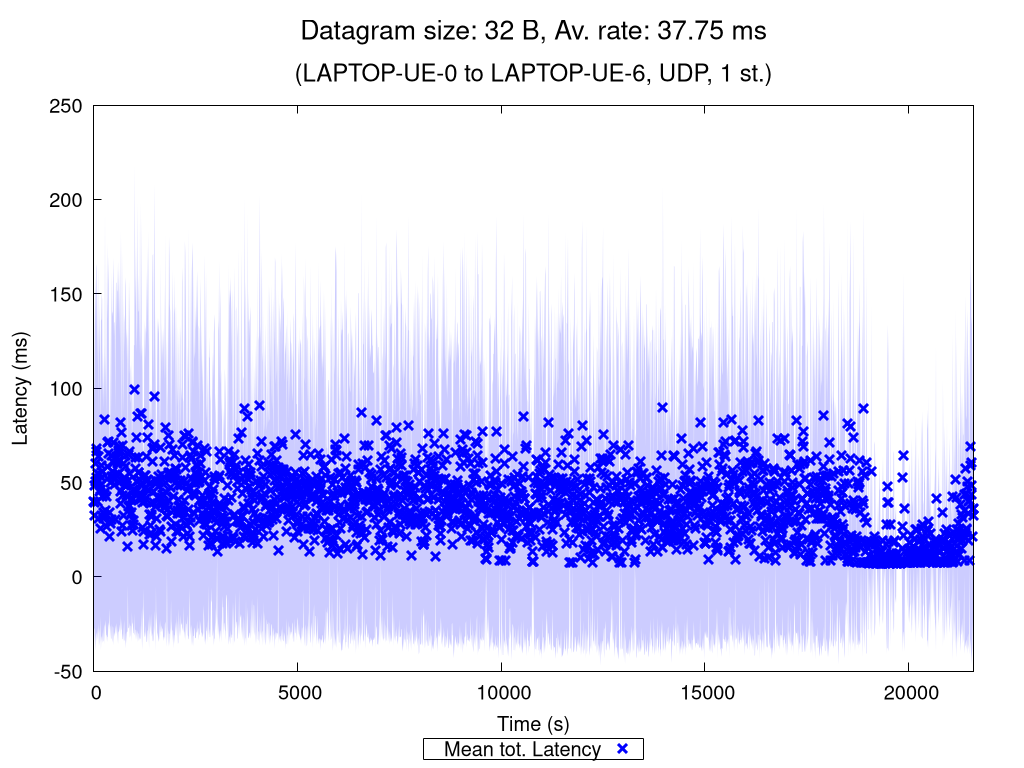 Datagram size: 32 B, Av. rate: 37.75 ms
(LAPTOP-UE-0 to LAPTOP-UE-6, UDP, 1 st.)
250
200
150
100
50
0
-50
Latency (ms)
0 5000 10000 15000 20000
Time (s)
Mean tot. Latency